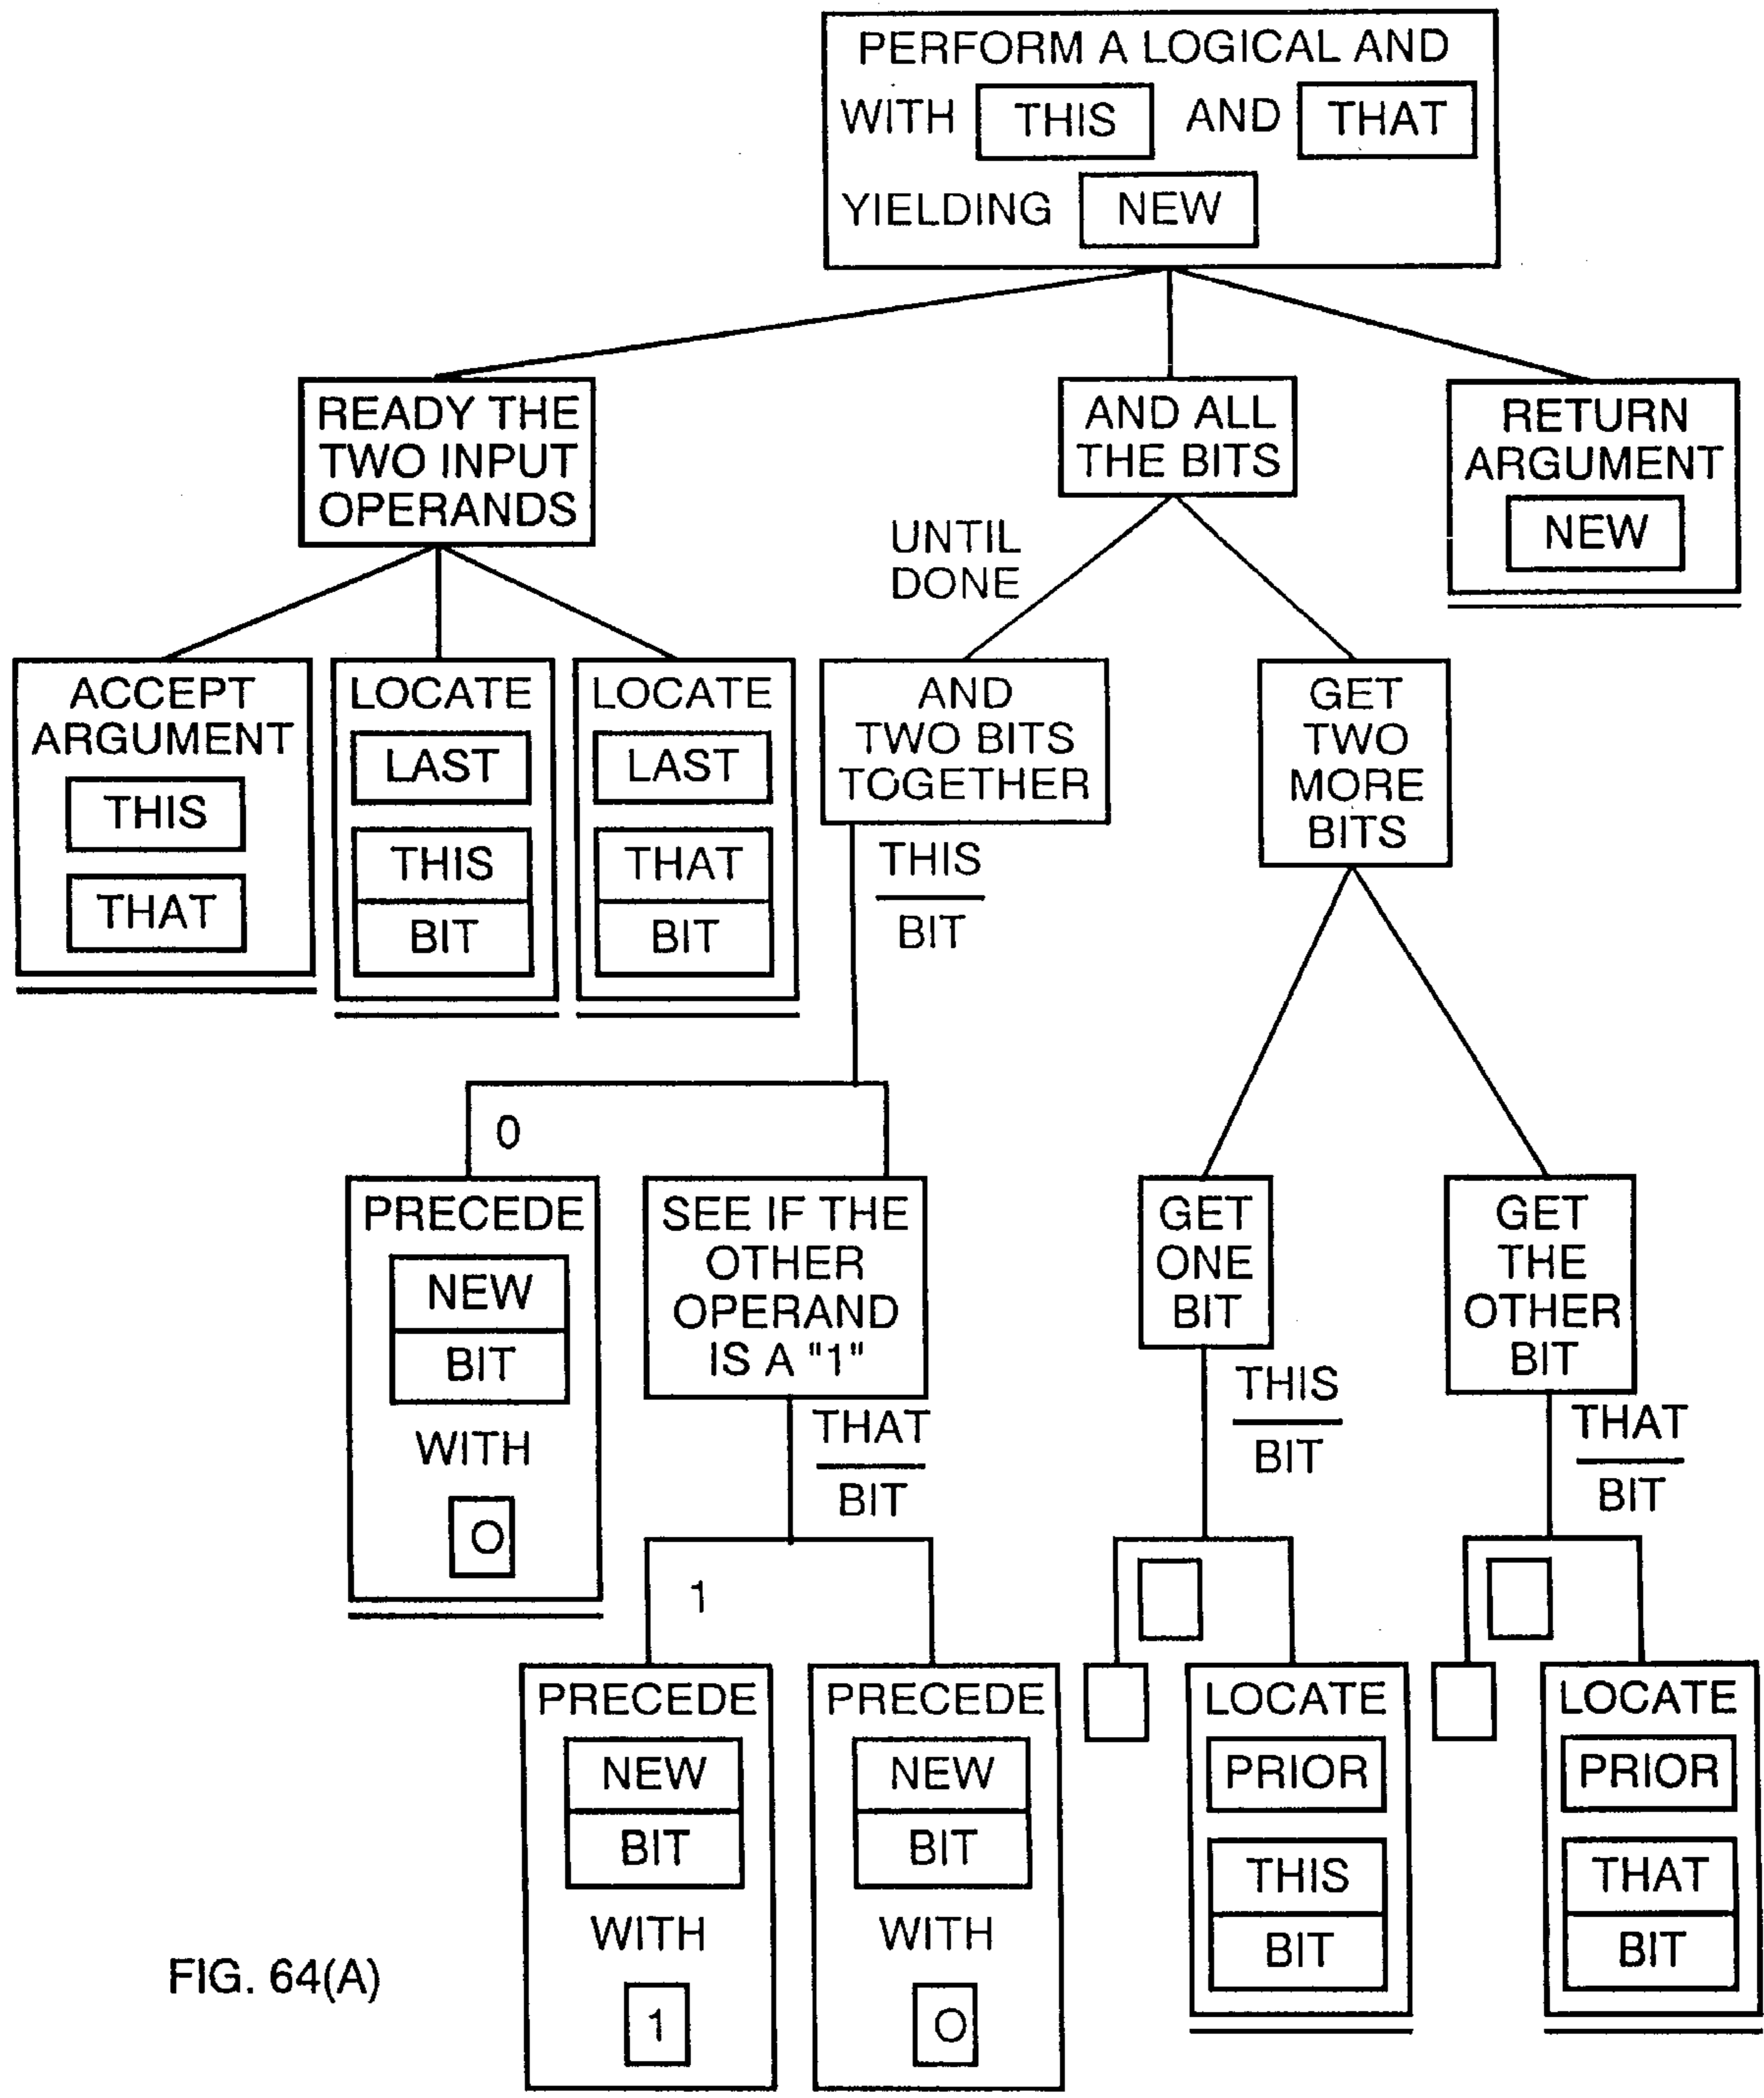 PERFORM A LOGICAL AND
WITH THIS AND THAT
YIELDING NEW
READY THE
TWO INPUT
OPERANDS
AND ALL
THE BITS
RETURN
ARGUMENT
NEW
UNTIL
DONE
ACCEPT
ARGUMENT
THIS
THAT
LOCATE
LAST
THIS
BIT
LOCATE
LAST
THAT
BIT
AND
TWO BITS
TOGETHER
THIS
BIT
GET
TWO
MORE
BITS
0
PRECEDE
NEW
BIT
WITH
O
SEE IF THE
OTHER
OPERAND
IS A "1"
THAT
BIT
GET
ONE
BIT
THIS
BIT
GET
THE
OTHER
BIT
THAT
BIT
1
PRECEDE
NEW
BIT
WITH
1
PRECEDE
NEW
BIT
WITH
O
LOCATE
PRIOR
THIS
BIT
LOCATE
PRIOR
THAT
BIT
FIG. 64(A)